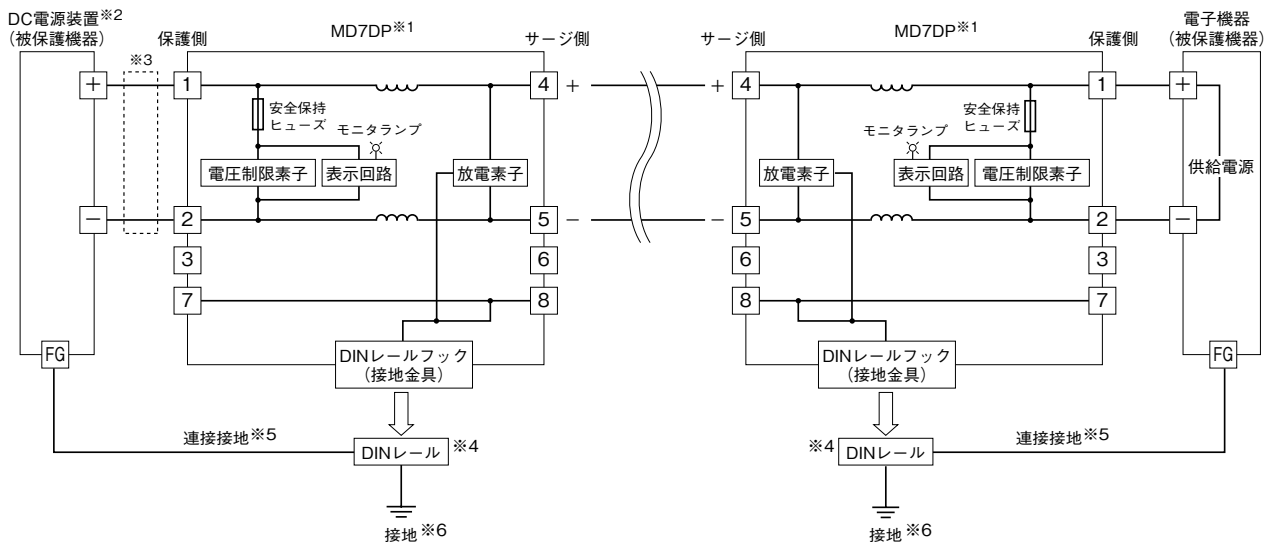 DC電源装置※2
（被保護機器）
保護側
MD7DP※1
サージ側
サージ側
MD7DP※1
保護側
電子機器
（被保護機器）
※3
+
1
4
+
+
4
1
+
安全保持
ヒューズ
モニタランプ
電圧制限素子
表示回路
放電素子
放電素子
モニタランプ
表示回路
安全保持
ヒューズ
電圧制限素子
供給電源
−
2
5
−
−
5
2
−
3
6
6
3
7
8
8
7
FG
DINレールフック
（接地金具）
DINレールフック
（接地金具）
FG
連接接地※5
DINレール
※4
※4
DINレール
連接接地※5
接地※6
接地※6